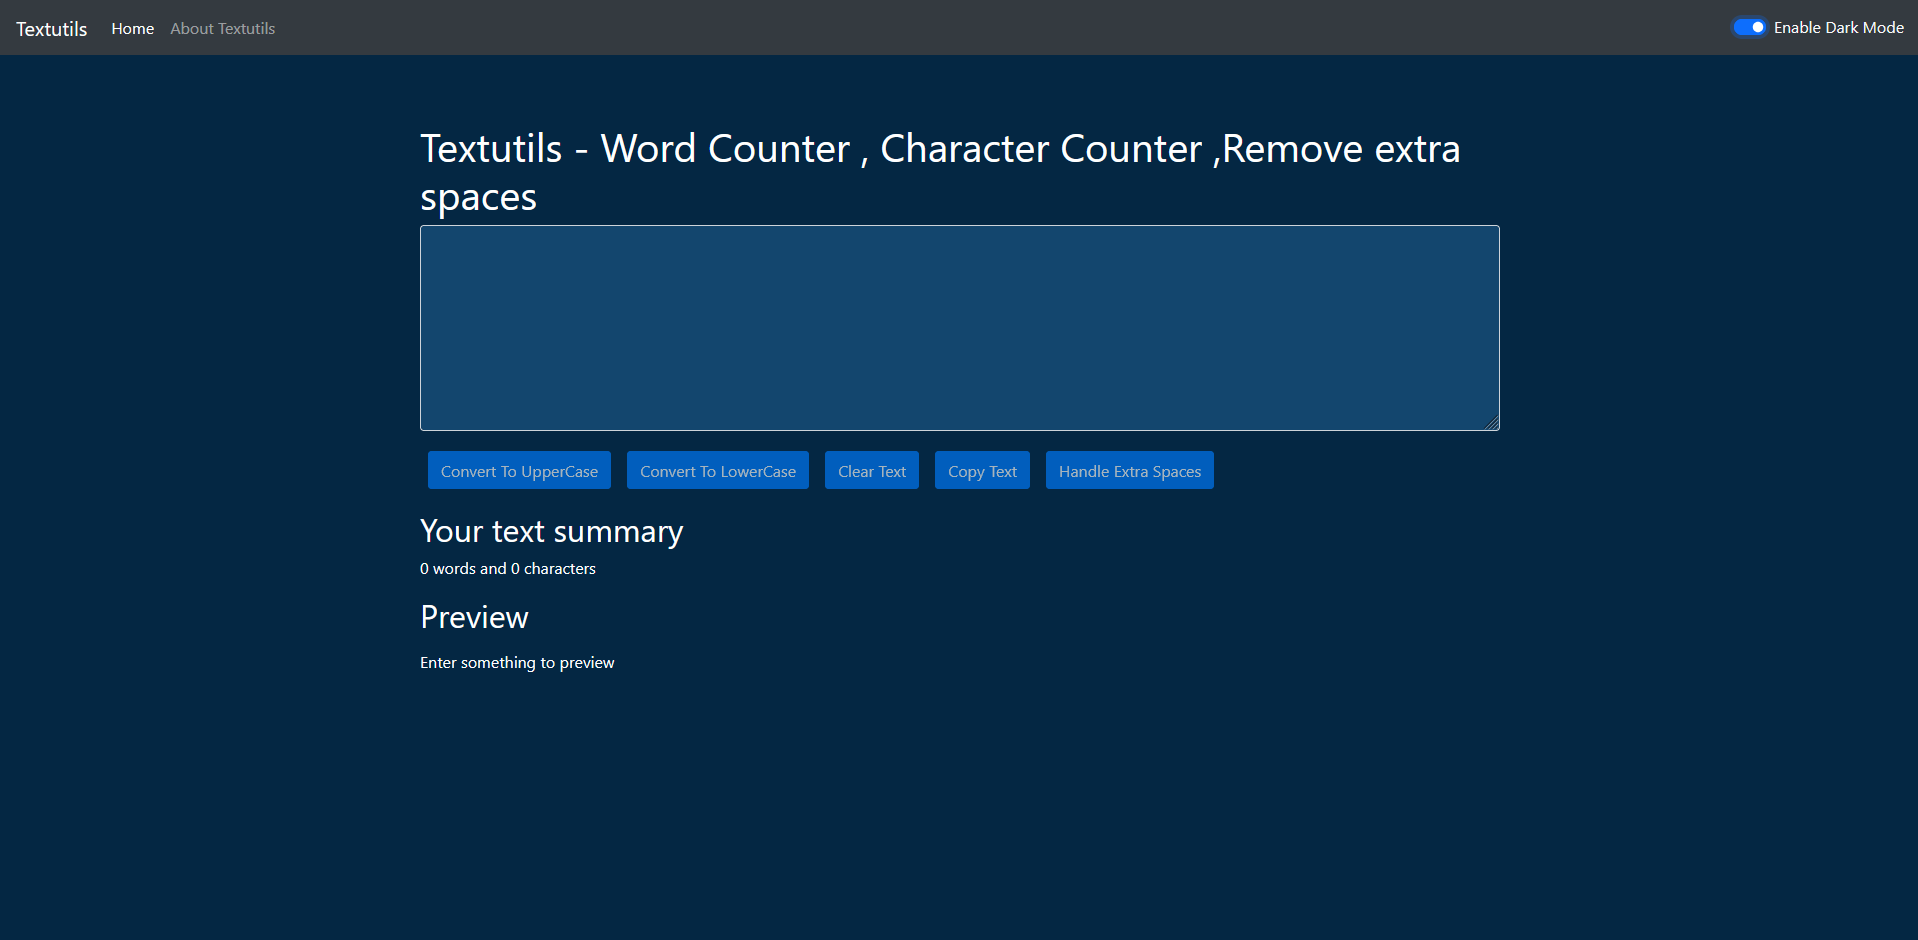 Textutils Home About Textutils Enable Dark Mode
Textutils - Word Counter , Character Counter ,Remove extra
spaces
Convert To UpperCase Convert To LowerCase Clear Text Copy Text Handle Extra Spaces
Your text summary
0 words and 0 characters
Preview
Enter something to preview